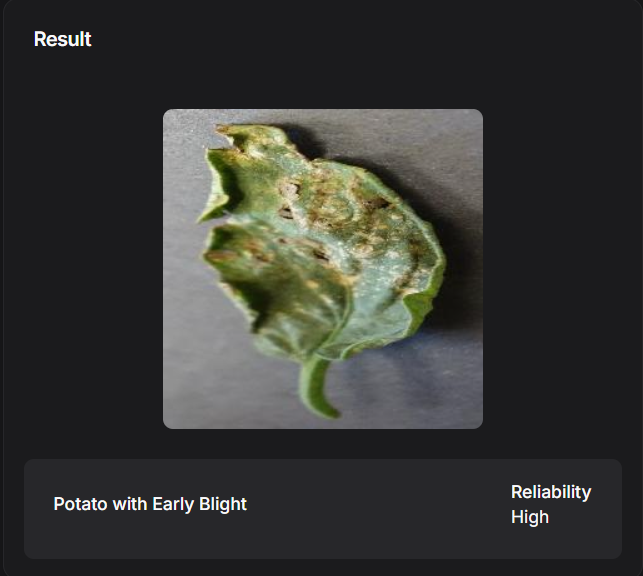 Result
Potato with Early Blight
Reliability
High